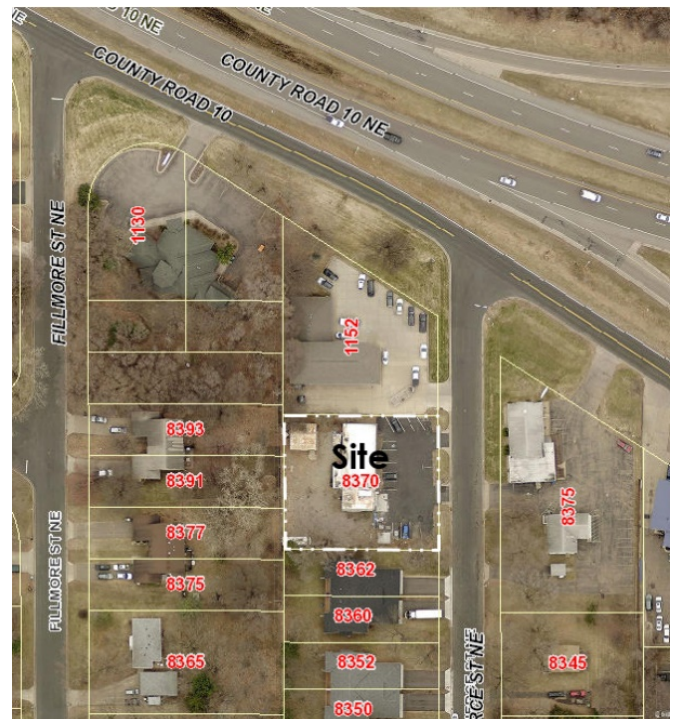 10 NE
COUNTY ROAD 10 NE
COUNTY ROAD 10
FILLMORE ST NE
1130
1152
8393
Site
8370
8391
8377
8375
8375
8362
8360
FILLMORE ST NE
8365
8352
8345
8350
RCE ST NE